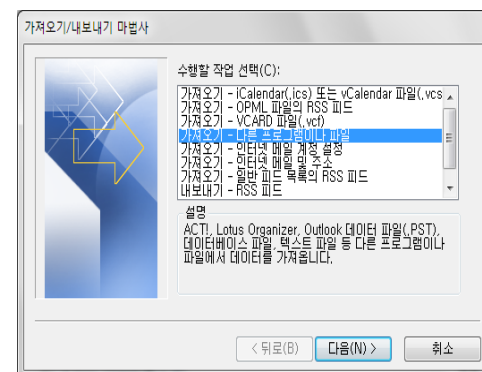 가져오기/내보내기 마법사
수행할 작업 선택(C):
가져오기 - iCalendar(.ics) 또는 vCalendar 파일(.vcs
가져오기 - OPML 파일의 RSS 피드
가져오기 - VCARD 파일(.vcf)
가져오기 - 다른 프로그램이나 파일
가져오기 - 인터넷 메일 계정 설정
가져오기 - 인터넷 메일 및 주소
가져오기 - 일반 피드 목록의 RSS 피드
내보내기 - RSS 피드
설명
ACT!, Lotus Organizer, Outlook 데이터 파일(.PST),
데이터베이스 파일, 텍스트 파일 등 다른 프로그램이나
파일에서 데이터를 가져옵니다.
< 뒤로(B) 다음(N) > 취소